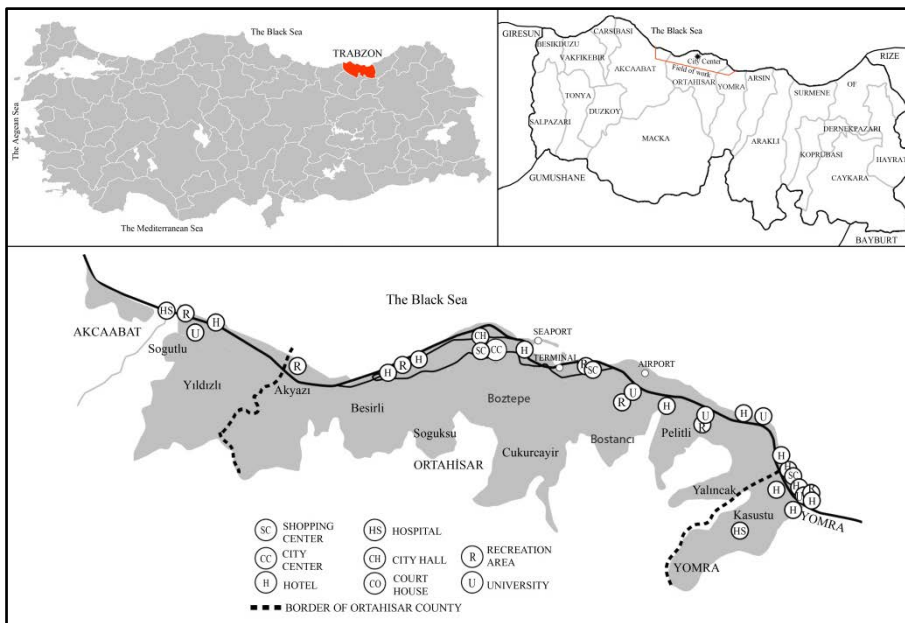 The Black Sea
TRABZON
The Aegean Sea
The Mediterranean Sea
The Black Sea
GIRESUN
CARSIBASI
BESIKDUZU
VAKFIKEBIR
AKCAABAT
City Center
Field of work
ORTAHISAR
YOMRA
ARSIN
RIZE
SURMENE
OF
TONYA
DUZKOY
SALPAZARI
MACKA
ARAKLI
DERNEKPAZARI
KOPRUBASI
HAYRAT
CAYKARA
GUMUSHANE
BAYBURT
The Black Sea
AKCAABAT
HS
R
H
U
Sogutlu
Yıldızlı
Akyazı
R
Besirli
H
R
H
CH
SC
CC
H
SEAPORT
TERMINAL
R
SC
AIRPORT
Boztepe
Soguksu
ORTAHİSAR
Cukurcayir
Bostancı
R
U
H
Pelitli
U
R
H
U
Yalıncak
H
H
SC
H
H
U
R
H
H
YOMRA
Kasustu
HS
YOMRA
SC SHOPPING CENTER
HS HOSPITAL
CC CITY CENTER
CH CITY HALL
R RECREATION AREA
H HOTEL
CO COURT HOUSE
U UNIVERSITY
BORDER OF ORTAHISAR COUNTY